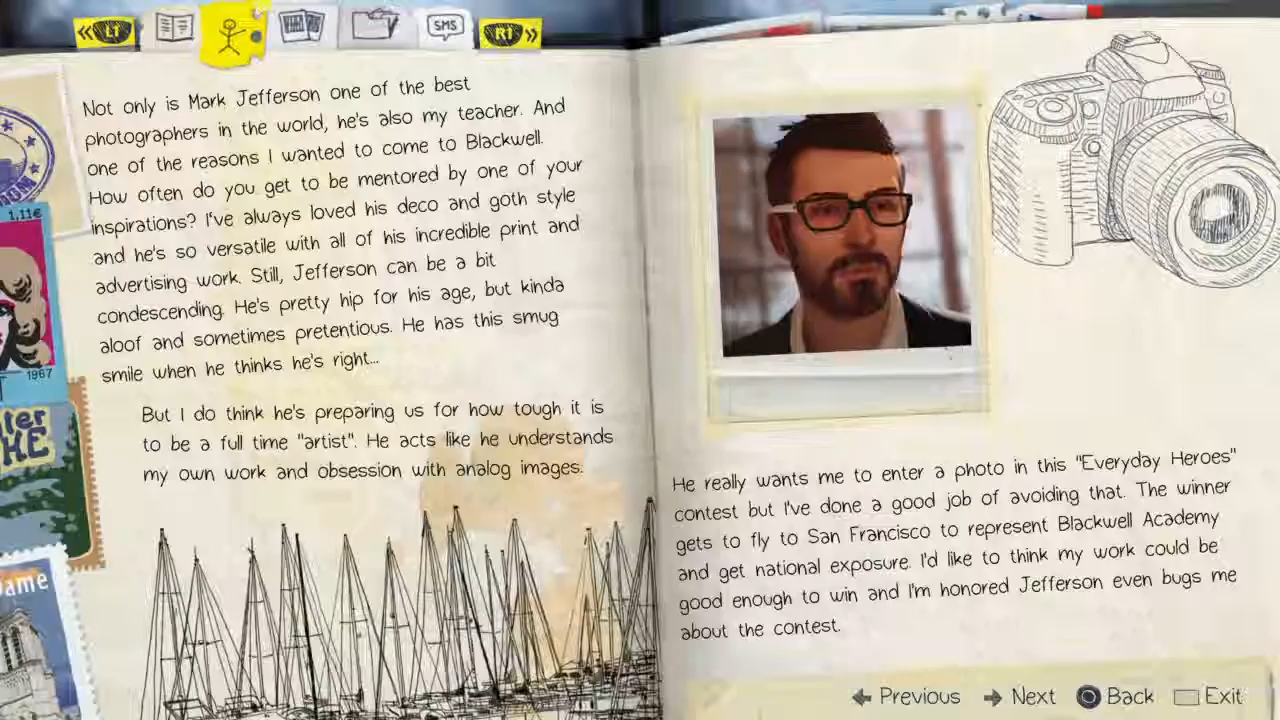 LT
SMS
RT
Not only is Mark Jefferson one of the best
photographers in the world, he's also my teacher. And
one of the reasons I wanted to come to Blackwell.
How often do you get to be mentored by one of your
inspirations? I've always loved his deco and goth style
and he's so versatile with all of his incredible print and
advertising work. Still, Jefferson can be a bit
condescending. He's pretty hip for his age, but kinda
aloof and sometimes pretentious. He has this smug
smile when he thinks he's right...
But I do think he's preparing us for how tough it is
to be a full time "artist". He acts like he understands
my own work and obsession with analog images.
1,11€
1967
He really wants me to enter a photo in this "Everyday Heroes"
contest but I've done a good job of avoiding that. The winner
gets to fly to San Francisco to represent Blackwell Academy
and get national exposure. I'd like to think my work could be
good enough to win and I'm honored Jefferson even bugs me
about the contest.
Previous Next Back Exit